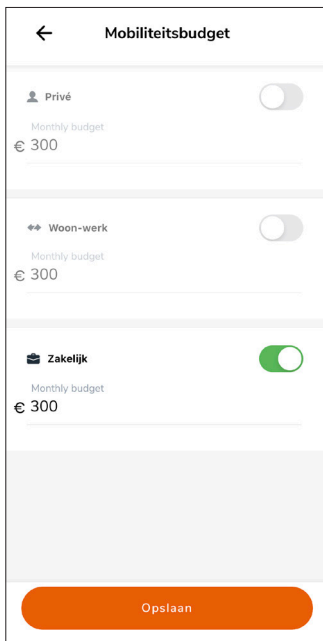 Mobiliteitsbudget
Privé
Monthly budget
€ 300
Woon-werk
Monthly budget
€ 300
Zakelijk
Monthly budget
€ 300
Opslaan